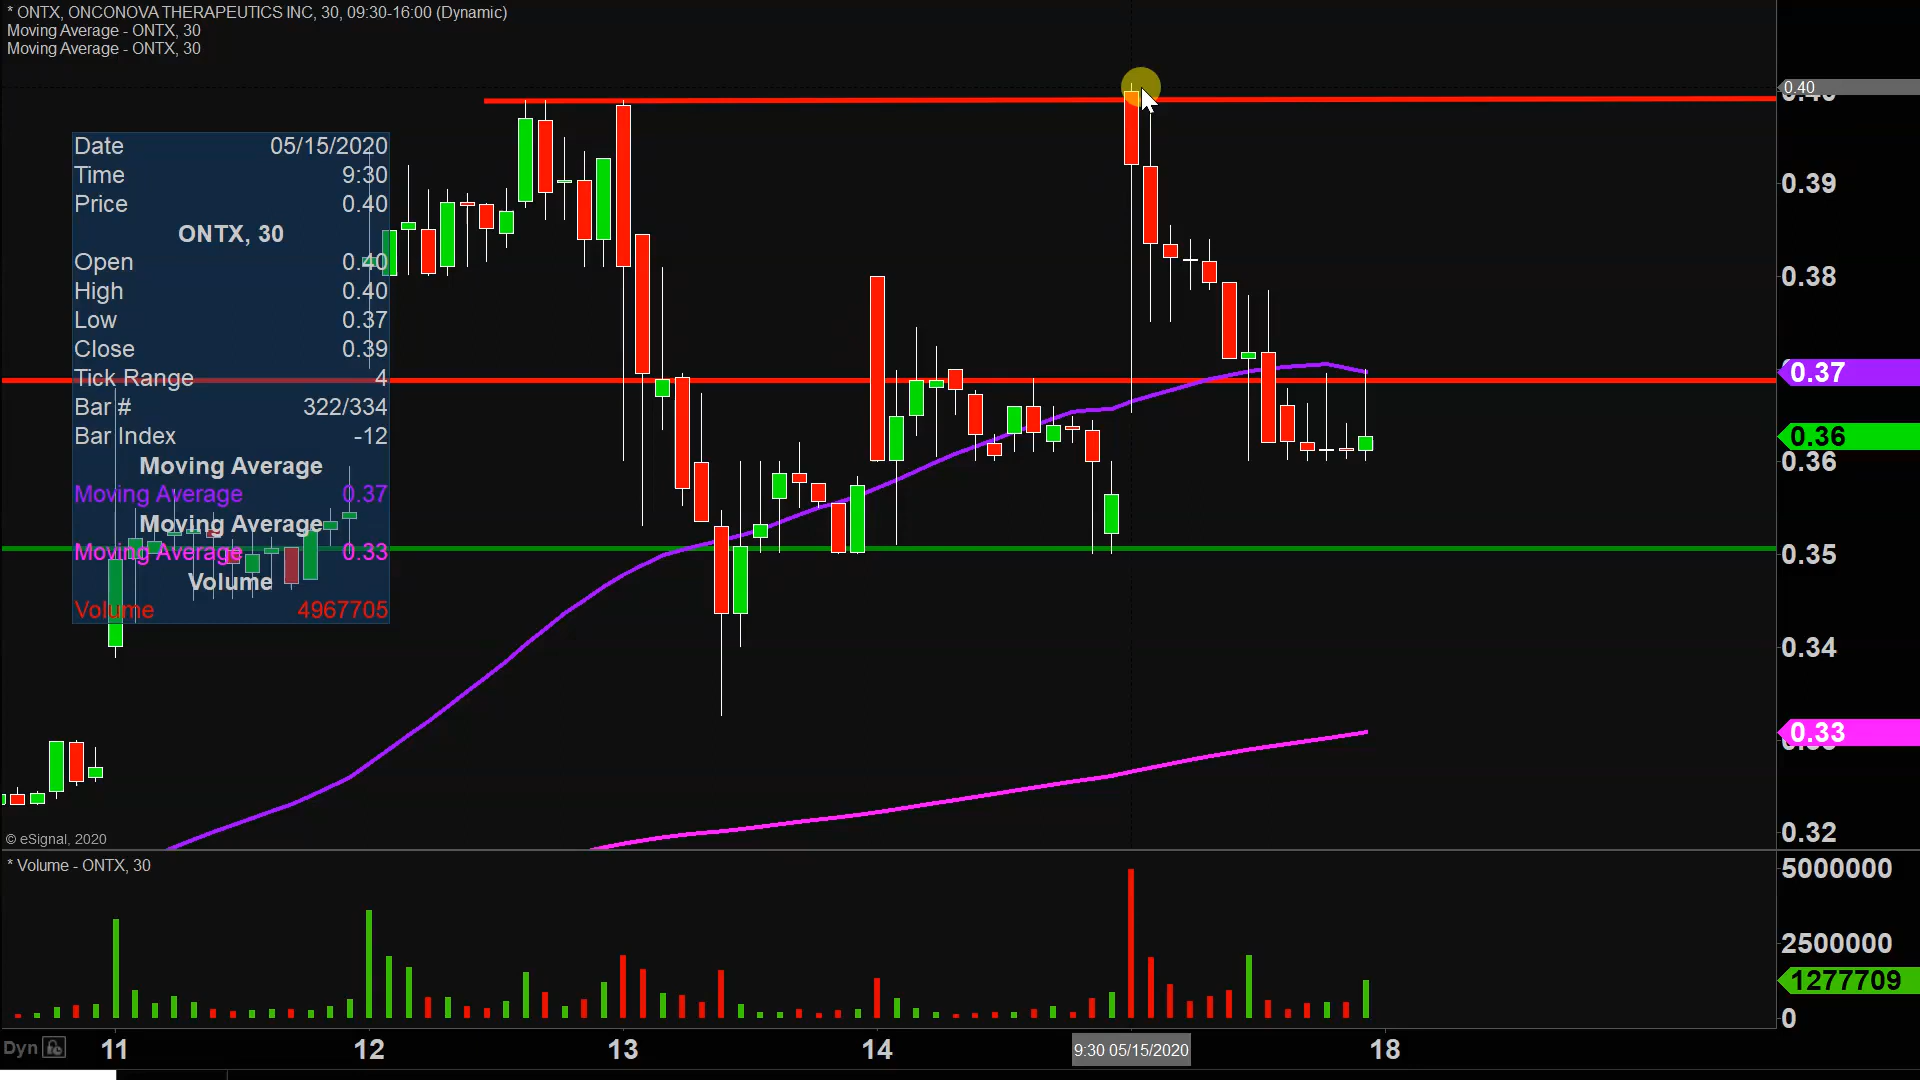 * ONTX, ONCONOVA THERAPEUTICS INC, 30, 09:30-16:00 (Dynamic)
Moving Average - ONTX, 30
Moving Average - ONTX, 30
Date 05/15/2020
Time 9:30
Price 0.40
ONTX, 30
Open 0.40
High 0.40
Low 0.37
Close 0.39
Tick Range 4
Bar # 322/334
Bar Index -12
Moving Average
Moving Average 0.37
Moving Average
Moving Average 0.33
Volume
Volume 4967705
0.40
0.40
0.39
0.38
0.37
0.36
0.36
0.35
0.34
0.33
0.32
© eSignal, 2020
* Volume - ONTX, 30
5000000
2500000
1277709
0
Dyn 11 12 13 14 9:30 05/15/2020 18